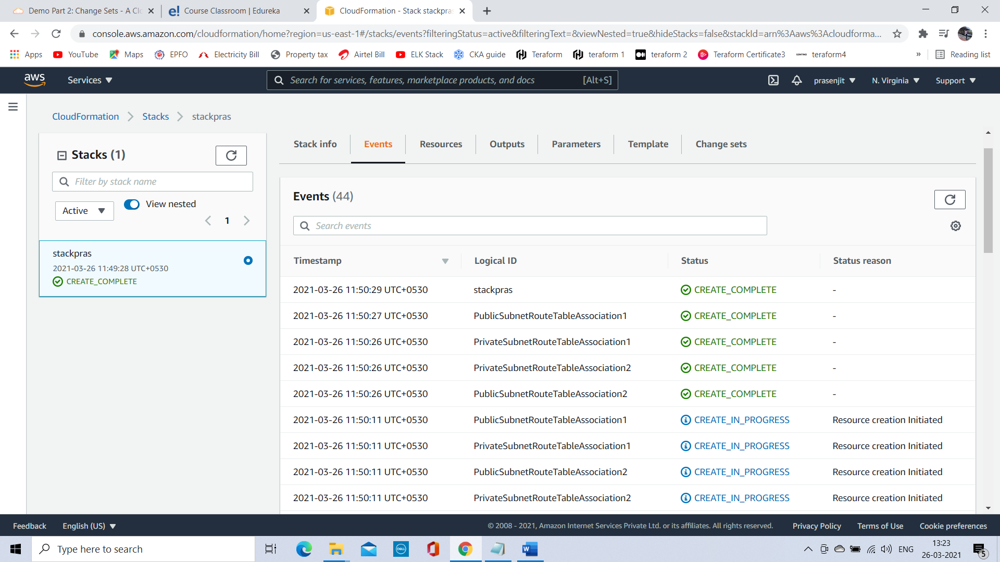 Demo Part 2: Change Sets - A Clo
Course Classroom | Edureka
CloudFormation - Stack stackpras
console.aws.amazon.com/cloudformation/home?region=us-east-1#/stacks/events?filteringStatus=active&filteringText=&viewNested=true&hideStacks=false&stackId=arn%3Aaws%3Acloudforma...
Apps YouTube Maps EPFO Electricity Bill Property tax Airtel Bill ELK Stack CKA guide Teraform teraform 1 teraform 2 Terraform Certificate3 CONTINO teraform4 » Reading list
aws Services Search for services, features, marketplace products, and docs [Alt+S] prasenjit N. Virginia Support
CloudFormation Stacks stackpras
Stacks (1)
Filter by stack name
Active View nested
1
stackpras
2021-03-26 11:49:28 UTC+0530
CREATE_COMPLETE
Stack info Events Resources Outputs Parameters Template Change sets
Events (44)
Search events
Timestamp Logical ID Status Status reason
2021-03-26 11:50:29 UTC+0530 stackpras CREATE_COMPLETE -
2021-03-26 11:50:27 UTC+0530 PublicSubnetRouteTableAssociation1 CREATE_COMPLETE -
2021-03-26 11:50:26 UTC+0530 PrivateSubnetRouteTableAssociation1 CREATE_COMPLETE -
2021-03-26 11:50:26 UTC+0530 PrivateSubnetRouteTableAssociation2 CREATE_COMPLETE -
2021-03-26 11:50:26 UTC+0530 PublicSubnetRouteTableAssociation2 CREATE_COMPLETE -
2021-03-26 11:50:11 UTC+0530 PublicSubnetRouteTableAssociation1 CREATE_IN_PROGRESS Resource creation Initiated
2021-03-26 11:50:11 UTC+0530 PrivateSubnetRouteTableAssociation1 CREATE_IN_PROGRESS Resource creation Initiated
2021-03-26 11:50:11 UTC+0530 PublicSubnetRouteTableAssociation2 CREATE_IN_PROGRESS Resource creation Initiated
2021-03-26 11:50:11 UTC+0530 PrivateSubnetRouteTableAssociation2 CREATE_IN_PROGRESS Resource creation Initiated
Feedback English (US) © 2008 - 2021, Amazon Internet Services Private Ltd. or its affiliates. All rights reserved. Privacy Policy Terms of Use Cookie preferences
Type here to search
DELL
W
ENG
13:23
26-03-2021
5